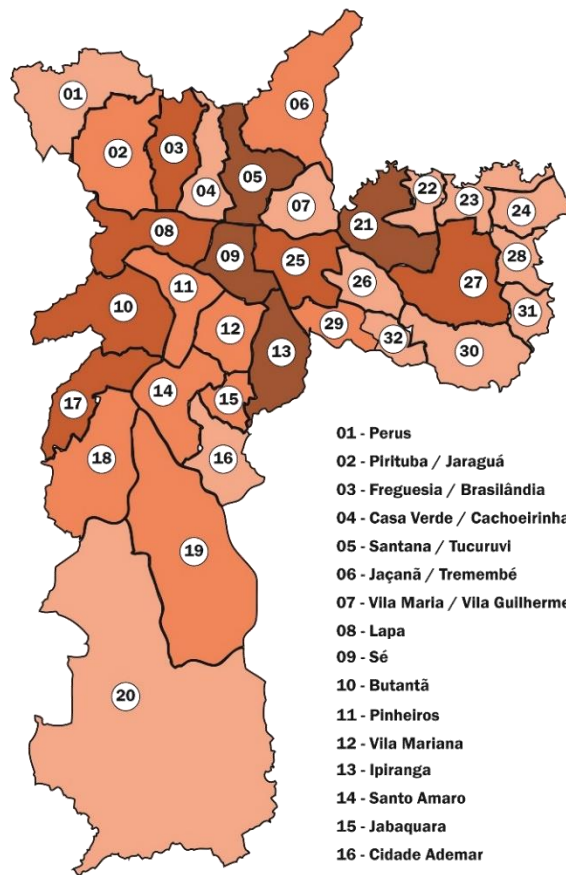 01
02
03
04
05
06
07
08
09
10
11
12
13
14
15
16
17
18
19
20
21
22
23
24
25
26
27
28
29
30
31
32
01 - Perus
02 - Pirituba / Jaraguá
03 - Freguesia / Brasilândia
04 - Casa Verde / Cachoeirinha
05 - Santana / Tucuruvi
06 - Jaçanã / Tremembé
07 - Vila Maria / Vila Guilherme
08 - Lapa
09 - Sé
10 - Butantã
11 - Pinheiros
12 - Vila Mariana
13 - Ipiranga
14 - Santo Amaro
15 - Jabaquara
16 - Cidade Ademar